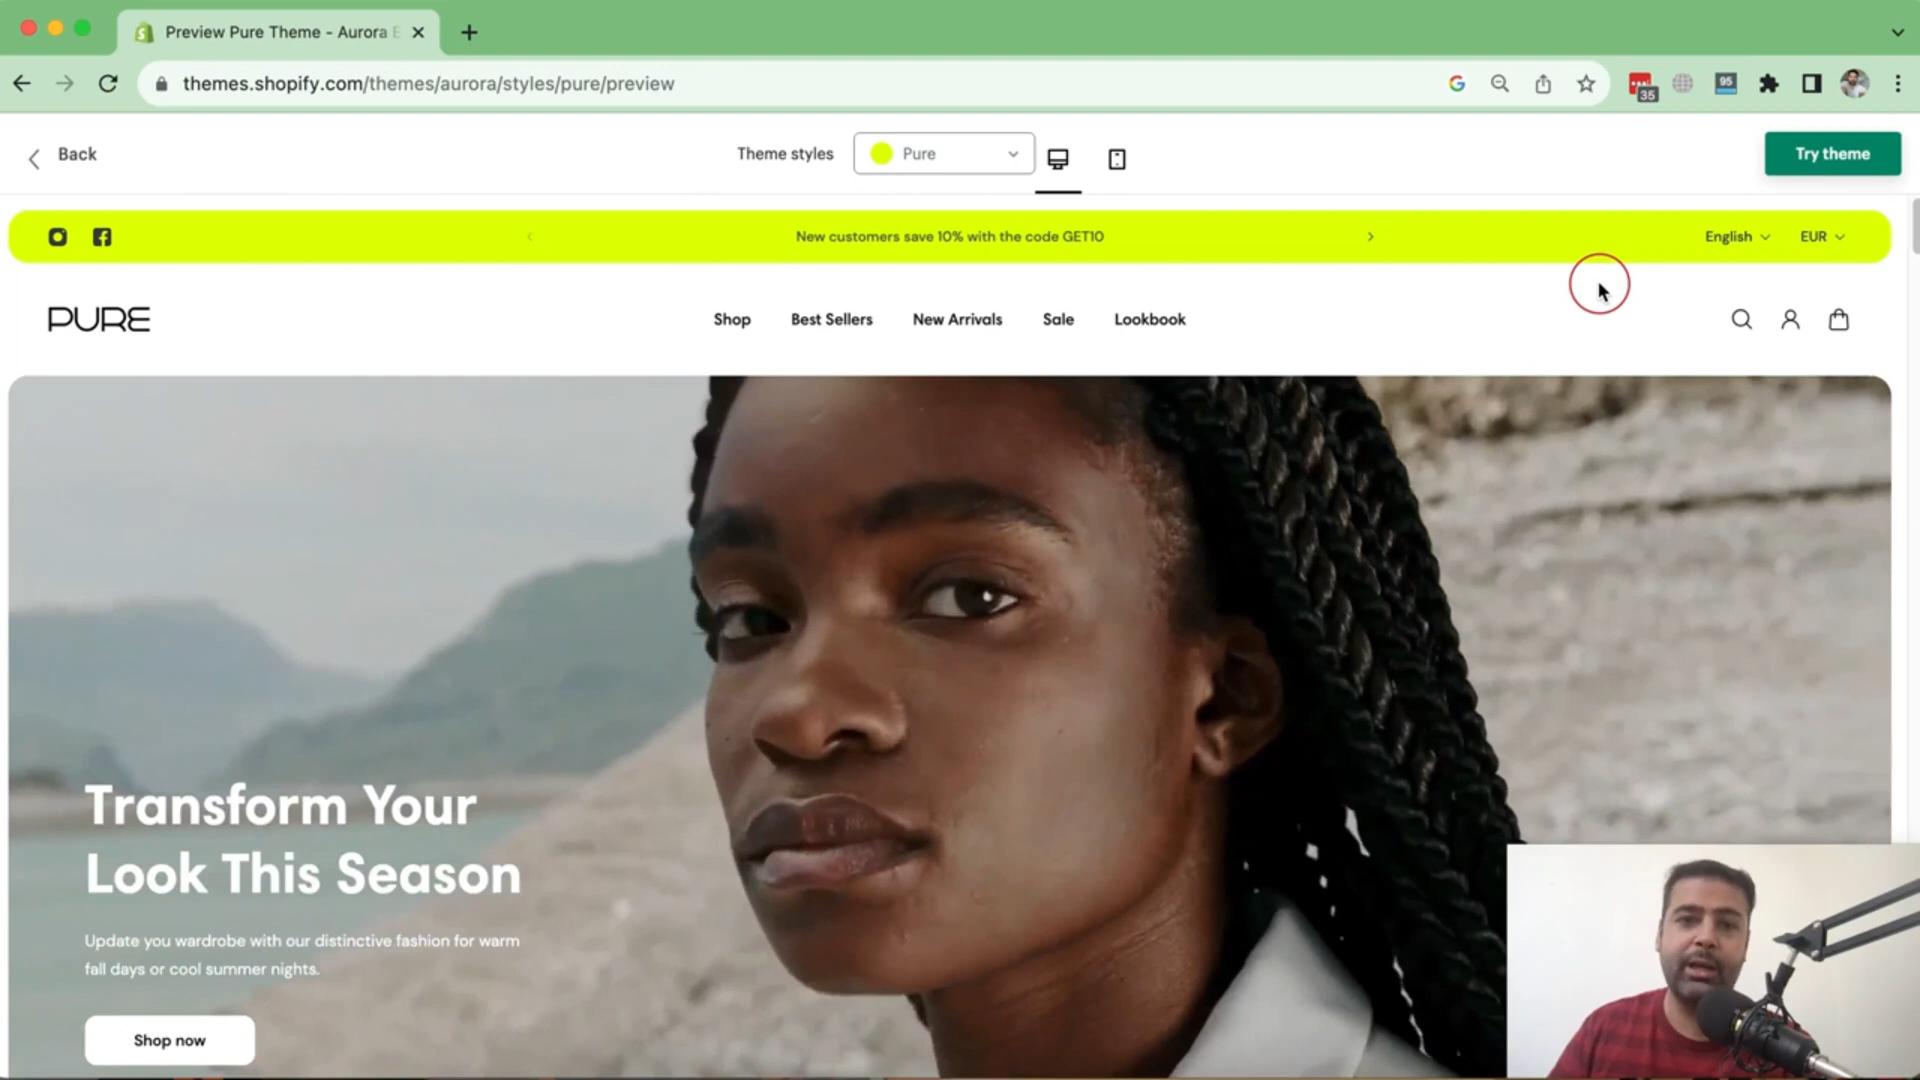 Preview Pure Theme - Aurora E
themes.shopify.com/themes/aurora/styles/pure/preview
35
95
Back
Theme styles
Pure
Try theme
New customers save 10% with the code GET10
English
EUR
PURE
Shop
Best Sellers
New Arrivals
Sale
Lookbook
Transform Your
Look This Season
Update you wardrobe with our distinctive fashion for warm
fall days or cool summer nights.
Shop now